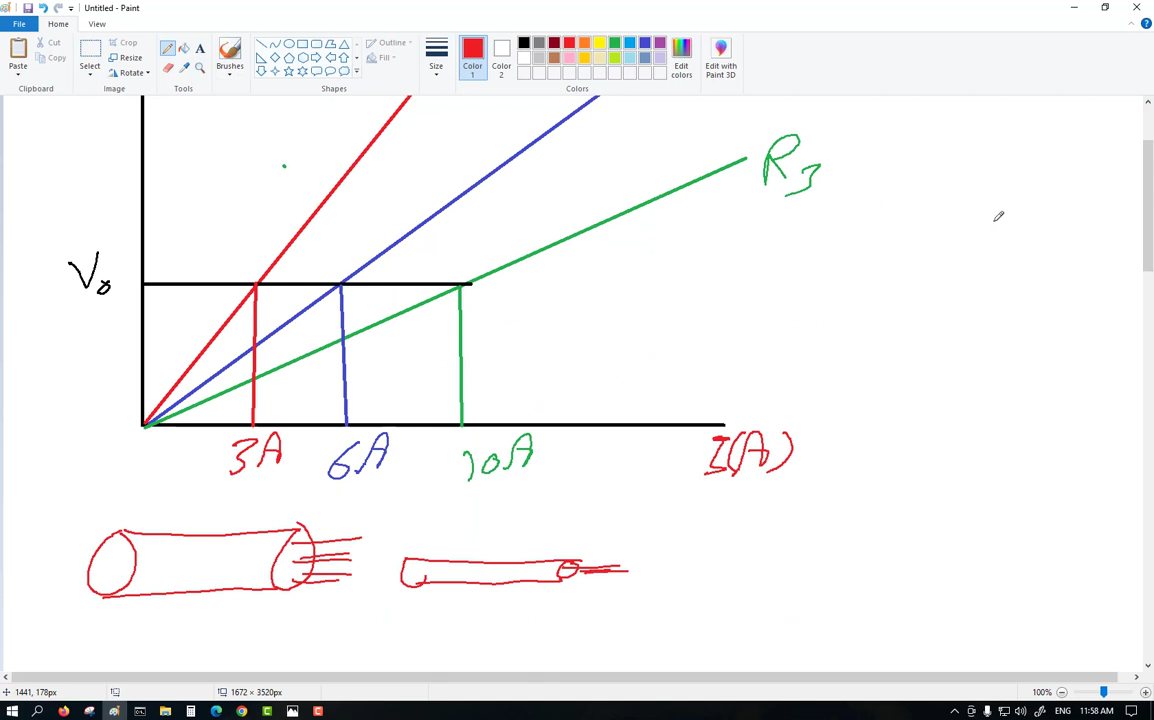 Untitled - Paint
File Home View
Paste
Cut
Copy
Clipboard
Select
Crop
Resize
Rotate
Image
Tools
Brushes
Shapes
Outline
Fill
Size
Color 1
Color 2
Colors
Edit colors
Edit with Paint 3D
R3
V0
3A 6A 10A I(A)
1441, 178px
1672 × 3520px
100%
ENG 11:58 AM